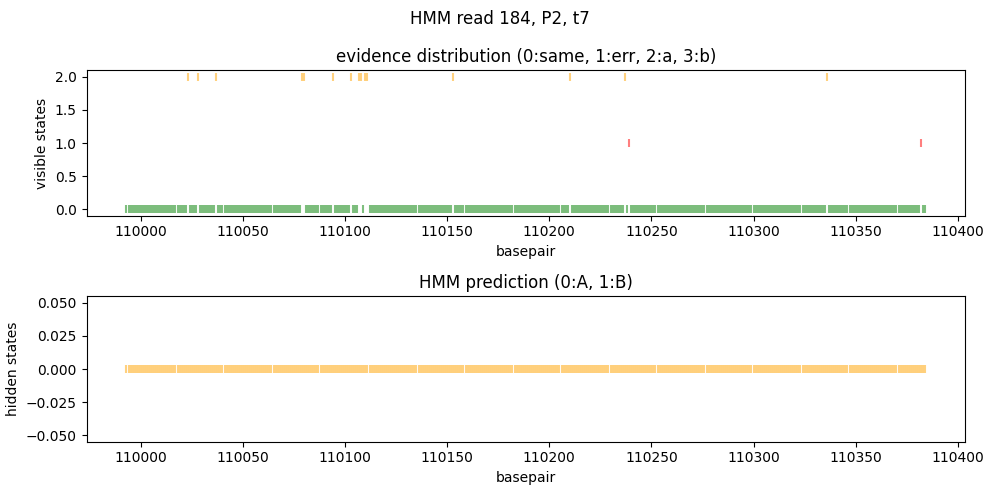 HMM read 184, P2, t7
evidence distribution (0:same, 1:err, 2:a, 3:b)
2.0
1.5
1.0
0.5
0.0
visible states
110000 110050 110100 110150 110200 110250 110300 110350 110400
basepair
HMM prediction (0:A, 1:B)
0.050
0.025
0.000
−0.025
−0.050
hidden states
110000 110050 110100 110150 110200 110250 110300 110350 110400
basepair